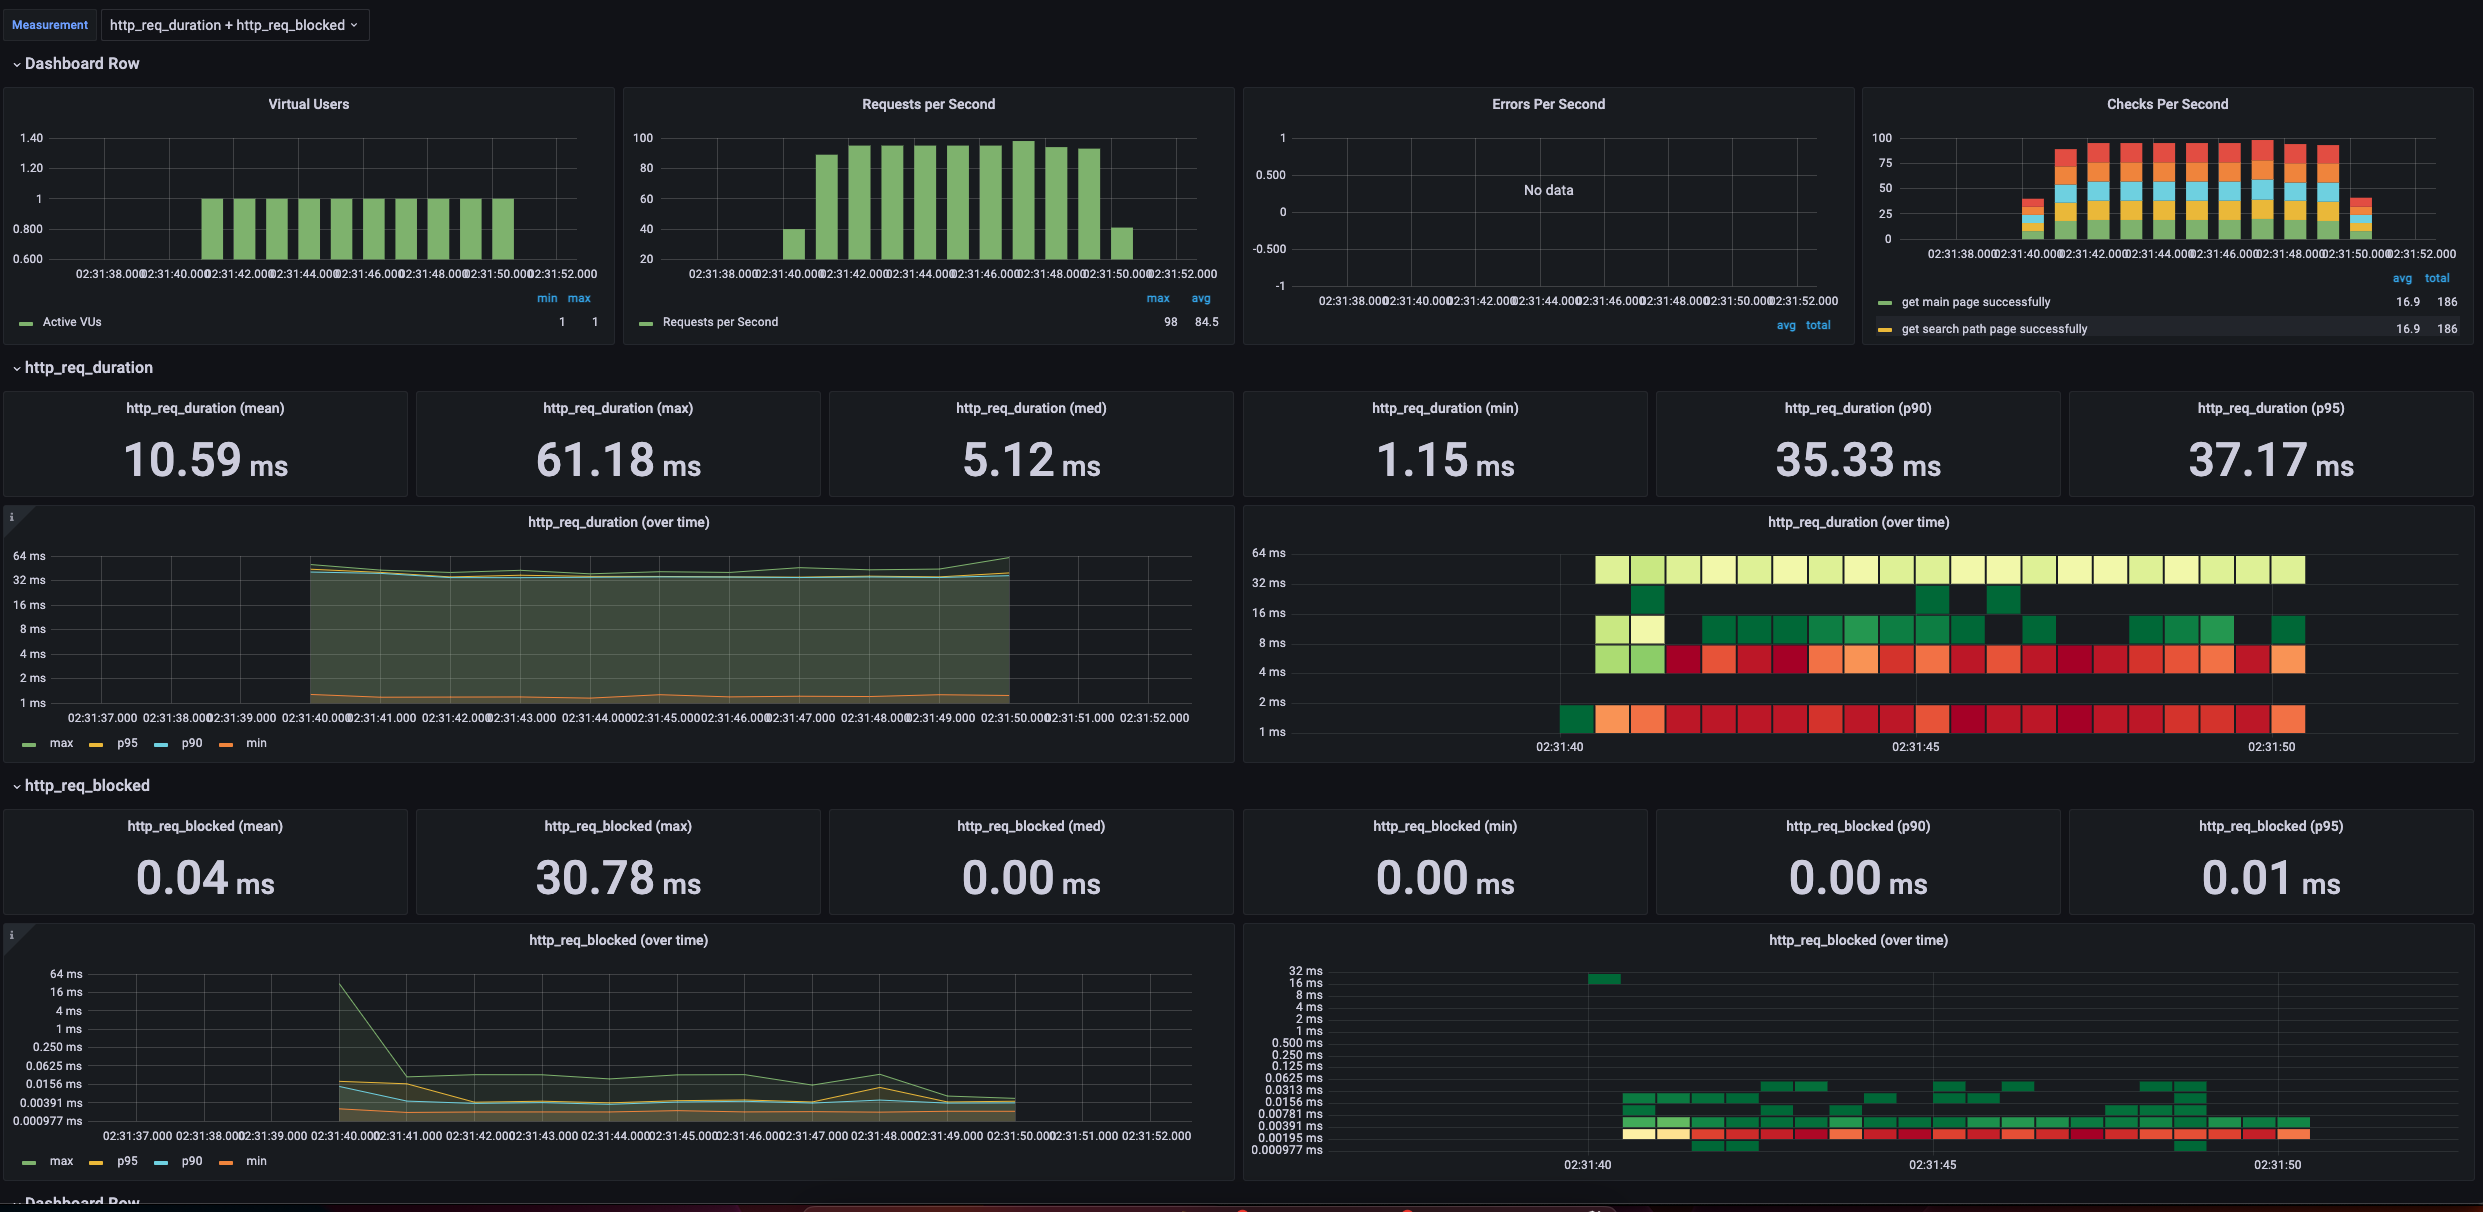 Measurement
http_req_duration + http_req_blocked
Dashboard Row
Virtual Users
1.40
1.20
1
0.800
0.600
02:31:38.000 02:31:40.000 02:31:42.000 02:31:44.000 02:31:46.000 02:31:48.000 02:31:50.000 02:31:52.000
min max
Active VUs 1 1
Requests per Second
100
80
60
40
20
02:31:38.000 02:31:40.000 02:31:42.000 02:31:44.000 02:31:46.000 02:31:48.000 02:31:50.000 02:31:52.000
max avg
Requests per Second 98 84.5
Errors Per Second
1
0.500
0
-0.500
-1
No data
02:31:38.000 02:31:40.000 02:31:42.000 02:31:44.000 02:31:46.000 02:31:48.000 02:31:50.000 02:31:52.000
avg total
Checks Per Second
100
75
50
25
0
02:31:38.000 02:31:40.000 02:31:42.000 02:31:44.000 02:31:46.000 02:31:48.000 02:31:50.000 02:31:52.000
avg total
get main page successfully 16.9 186
get search path page successfully 16.9 186
http_req_duration
http_req_duration (mean)
10.59 ms
http_req_duration (max)
61.18 ms
http_req_duration (med)
5.12 ms
http_req_duration (min)
1.15 ms
http_req_duration (p90)
35.33 ms
http_req_duration (p95)
37.17 ms
i
http_req_duration (over time)
64 ms
32 ms
16 ms
8 ms
4 ms
2 ms
1 ms
02:31:37.000 02:31:38.000 02:31:39.000 02:31:40.000 02:31:41.000 02:31:42.000 02:31:43.000 02:31:44.000 02:31:45.000 02:31:46.000 02:31:47.000 02:31:48.000 02:31:49.000 02:31:50.000 02:31:51.000 02:31:52.000
max p95 p90 min
http_req_duration (over time)
64 ms
32 ms
16 ms
8 ms
4 ms
2 ms
1 ms
02:31:40 02:31:45 02:31:50
http_req_blocked
http_req_blocked (mean)
0.04 ms
http_req_blocked (max)
30.78 ms
http_req_blocked (med)
0.00 ms
http_req_blocked (min)
0.00 ms
http_req_blocked (p90)
0.00 ms
http_req_blocked (p95)
0.01 ms
i
http_req_blocked (over time)
64 ms
16 ms
4 ms
1 ms
0.250 ms
0.0625 ms
0.0156 ms
0.00391 ms
0.000977 ms
02:31:37.000 02:31:38.000 02:31:39.000 02:31:40.000 02:31:41.000 02:31:42.000 02:31:43.000 02:31:44.000 02:31:45.000 02:31:46.000 02:31:47.000 02:31:48.000 02:31:49.000 02:31:50.000 02:31:51.000 02:31:52.000
max p95 p90 min
http_req_blocked (over time)
32 ms
16 ms
8 ms
4 ms
2 ms
1 ms
0.500 ms
0.250 ms
0.125 ms
0.0625 ms
0.0313 ms
0.0156 ms
0.00781 ms
0.00391 ms
0.00195 ms
0.000977 ms
02:31:40 02:31:45 02:31:50
Dashboard Row